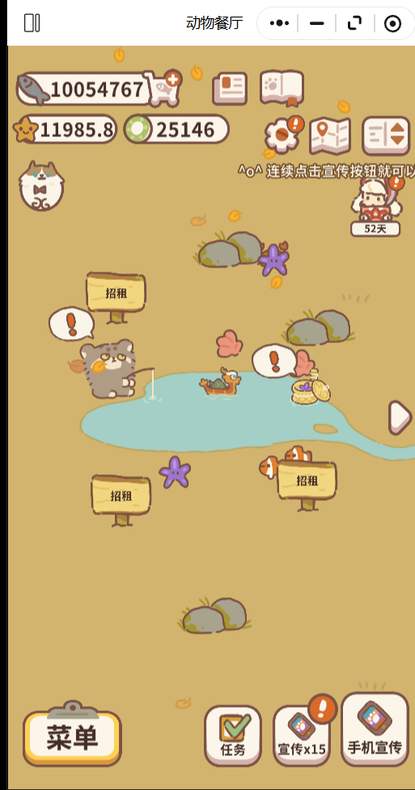 动物餐厅
10054767
11985.8
25146
^o^ 连续点击宣传按钮就可以
52天
招租
招租
招租
菜单
任务
宣传x15
手机宣传